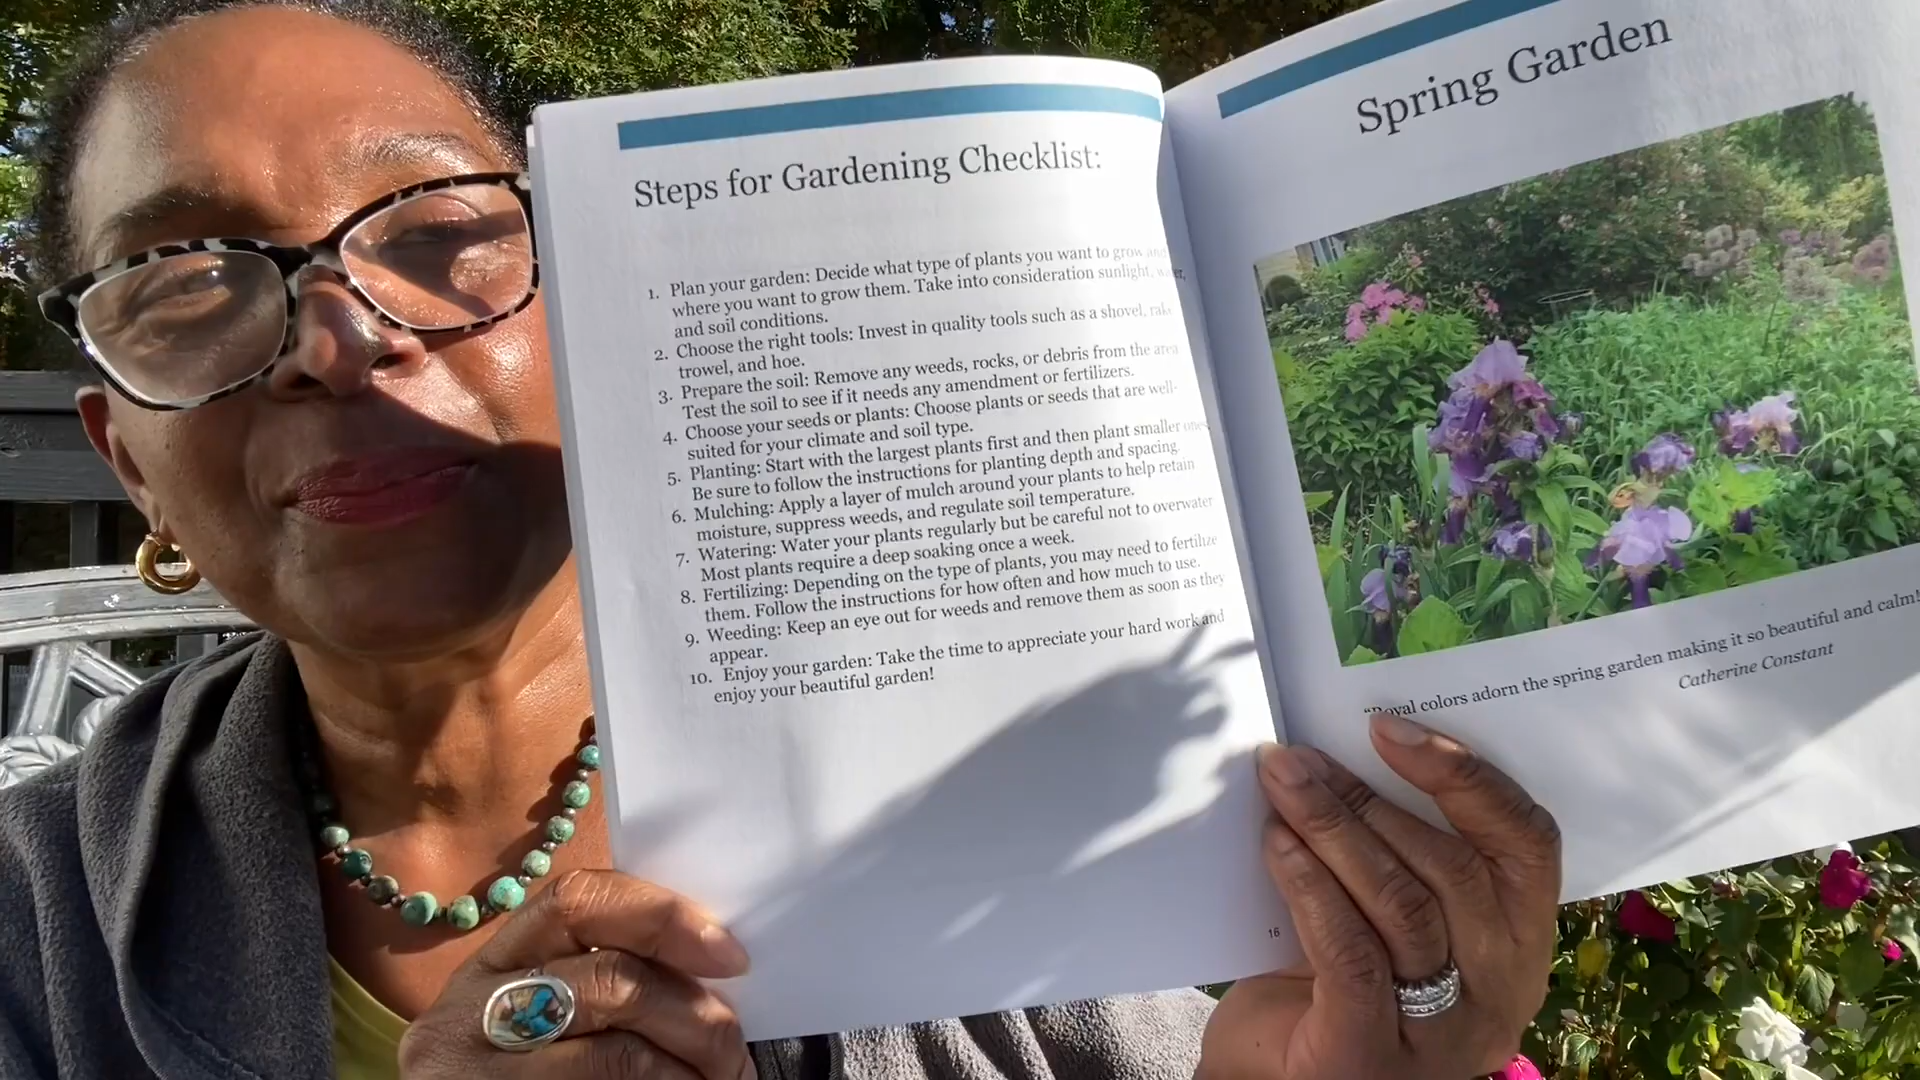 Steps for Gardening Checklist:
1. Plan your garden: Decide what type of plants you want to grow and
where you want to grow them. Take into consideration sunlight, water,
and soil conditions.
2. Choose the right tools: Invest in quality tools such as a shovel, rake
trowel, and hoe.
3. Prepare the soil: Remove any weeds, rocks, or debris from the area
Test the soil to see if it needs any amendment or fertilizers.
4. Choose your seeds or plants: Choose plants or seeds that are well-
suited for your climate and soil type.
5. Planting: Start with the largest plants first and then plant smaller ones
Be sure to follow the instructions for planting depth and spacing.
6. Mulching: Apply a layer of mulch around your plants to help retain
moisture, suppress weeds, and regulate soil temperature.
7. Watering: Water your plants regularly but be careful not to overwater
Most plants require a deep soaking once a week.
8. Fertilizing: Depending on the type of plants, you may need to fertilize
them. Follow the instructions for how often and how much to use.
9. Weeding: Keep an eye out for weeds and remove them as soon as they
appear.
10. Enjoy your garden: Take the time to appreciate your hard work and
enjoy your beautiful garden!
16
Spring Garden
“Royal colors adorn the spring garden making it so beautiful and calm!
Catherine Constant